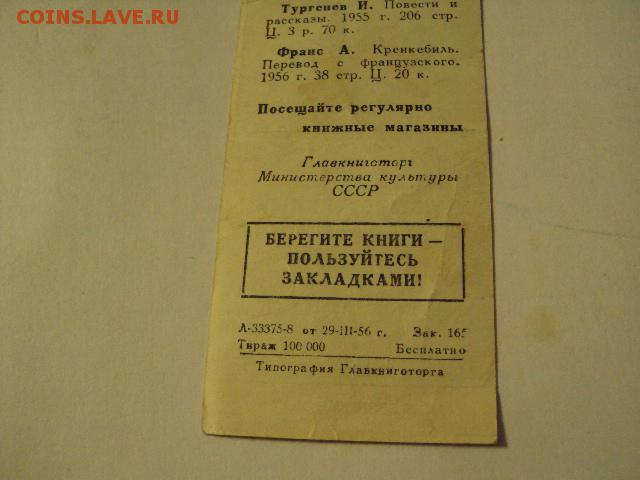 COINS.LAVE.RU
Тургенев И. Повести и
рассказы. 1955 г. 206 стр.
Ц. 3 р. 70 к.
Франс А. Кренкебиль.
Перевод с французского.
1956 г. 38 стр. Ц. 20 к.
Посещайте регулярно
книжные магазины
Главкниготорг
Министерства культуры
СССР
БЕРЕГИТЕ КНИГИ —
ПОЛЬЗУЙТЕСЬ
ЗАКЛАДКАМИ!
Л-33375-8 от 29-III-56 г. Зак. 165
Тираж 100 000 Бесплатно
Типография Главкниготорга